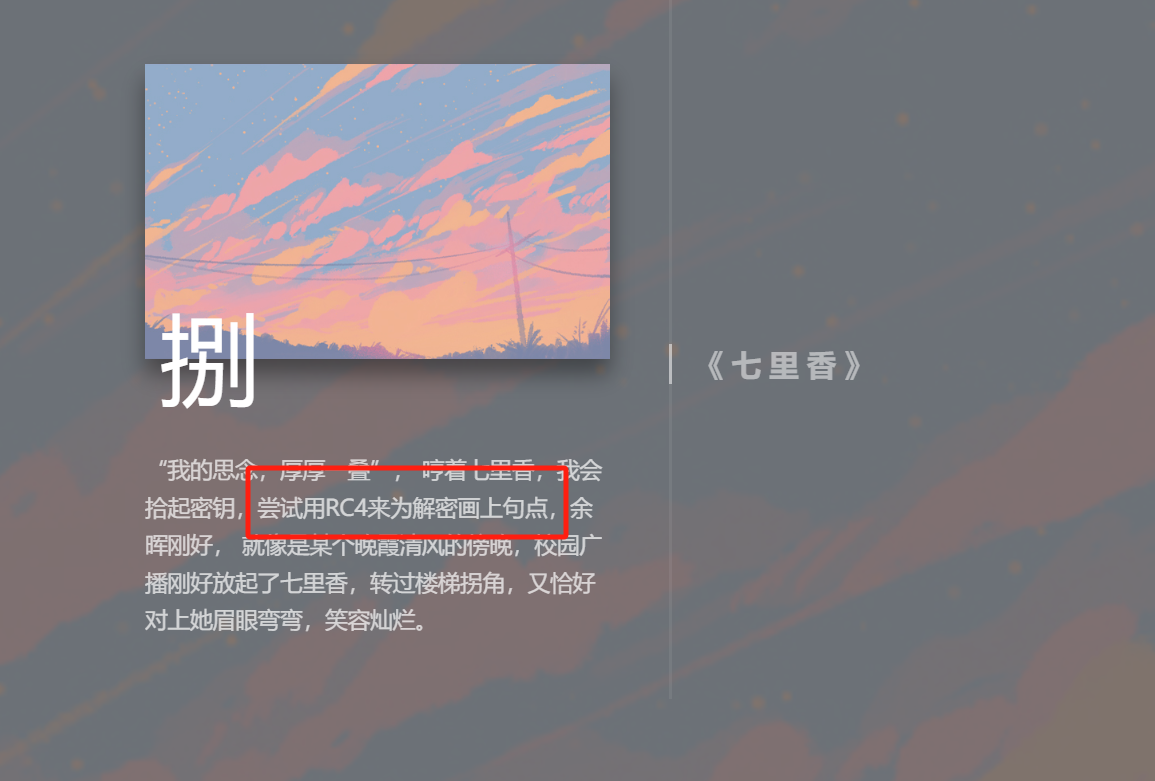 捌
“我的思念，厚厚一叠”，哼着七里香，我会
拾起密钥，尝试用RC4来为解密画上句点，余
晖刚好， 就像是某个晚霞清风的傍晚，校园广
播刚好放起了七里香，转过楼梯拐角，又恰好
对上她眉眼弯弯，笑容灿烂。
《七里香》